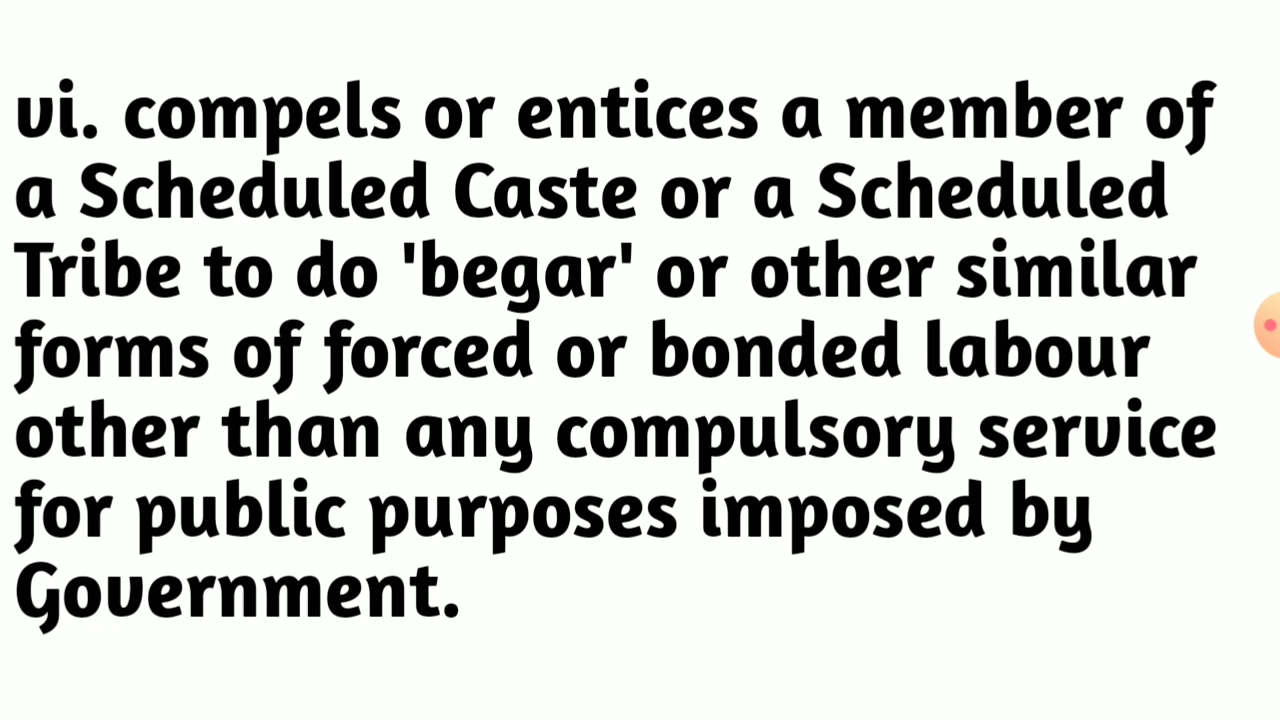 vi. compels or entices a member of
a Scheduled Caste or a Scheduled
Tribe to do 'begar' or other similar
forms of forced or bonded labour
other than any compulsory service
for public purposes imposed by
Government.